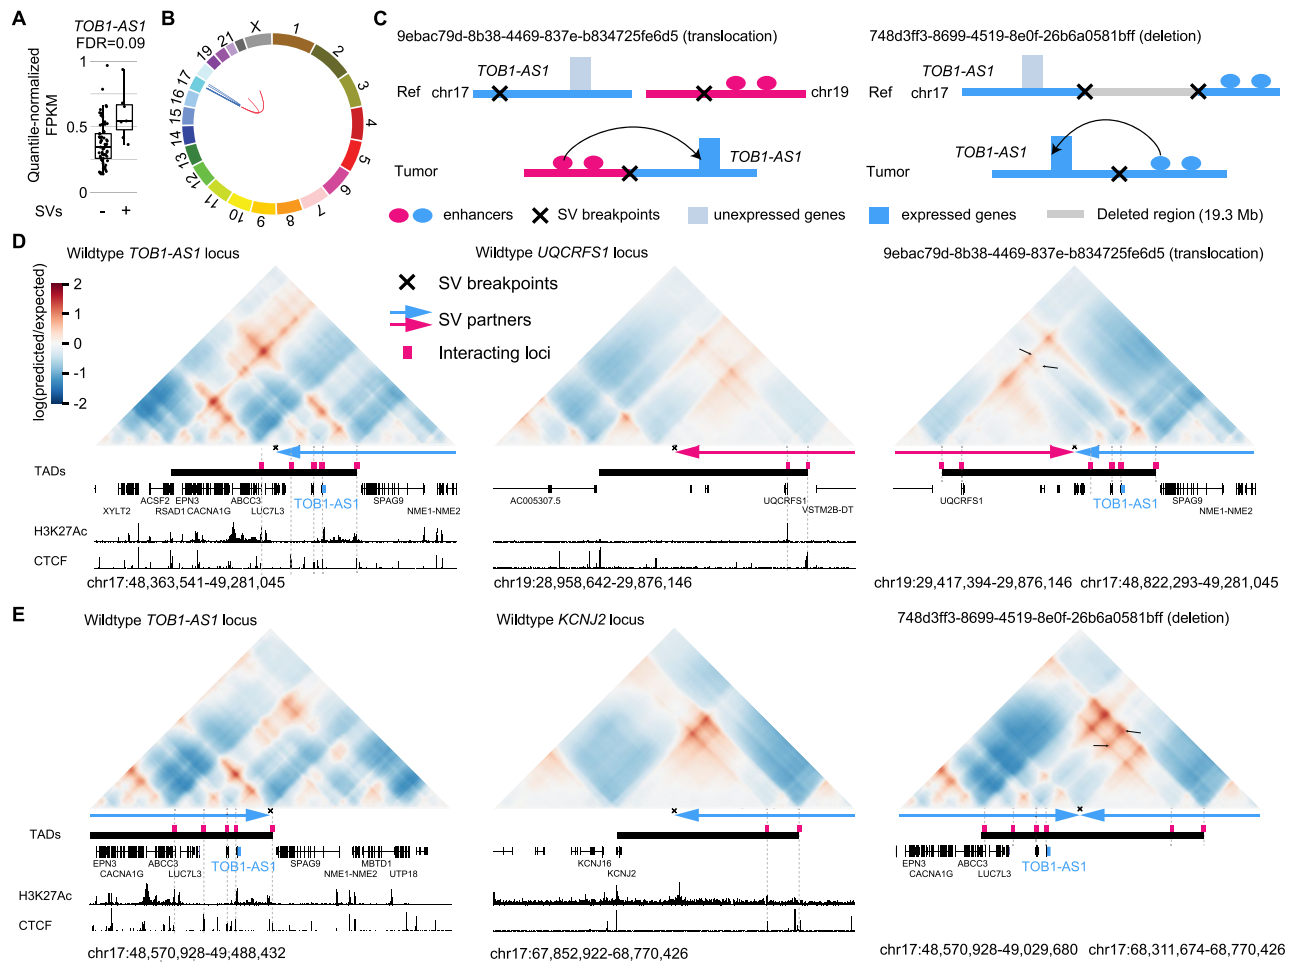 A
TOB1-AS1
FDR=0.09
Quantile-normalized
FPKM
1
0.5
0
SVs
- +
B
X
1
2
3
4
5
6
7
8
9
10
11
12
13
14
15
16
17
19
21
C
9ebac79d-8b38-4469-837e-b834725fe6d5 (translocation)
TOB1-AS1
Ref chr17
chr19
Tumor
TOB1-AS1
748d3ff3-8699-4519-8e0f-26b6a0581bff (deletion)
TOB1-AS1
Ref chr17
TOB1-AS1
Tumor
enhancers
SV breakpoints
unexpressed genes
expressed genes
Deleted region (19.3 Mb)
D
Wildtype TOB1-AS1 locus
Wildtype UQCRFS1 locus
9ebac79d-8b38-4469-837e-b834725fe6d5 (translocation)
log(predicted/expected)
2
1
0
-1
-2
SV breakpoints
SV partners
Interacting loci
TADs
XYLT2
ACSF2
RSAD1
EPN3
CACNA1G
ABCC3
LUC7L3
TOB1-AS1
SPAG9
NME1-NME2
AC005307.5
UQCRFS1
VSTM2B-DT
UQCRFS1
TOB1-AS1
SPAG9
NME1-NME2
H3K27Ac
CTCF
chr17:48,363,541-49,281,045
chr19:28,958,642-29,876,146
chr19:29,417,394-29,876,146
chr17:48,822,293-49,281,045
E
Wildtype TOB1-AS1 locus
Wildtype KCNJ2 locus
748d3ff3-8699-4519-8e0f-26b6a0581bff (deletion)
TADs
EPN3
CACNA1G
ABCC3
LUC7L3
TOB1-AS1
SPAG9
NME1-NME2
MBTD1
UTP18
KCNJ16
KCNJ2
EPN3
CACNA1G
ABCC3
LUC7L3
TOB1-AS1
H3K27Ac
CTCF
chr17:48,570,928-49,488,432
chr17:67,852,922-68,770,426
chr17:48,570,928-49,029,680
chr17:68,311,674-68,770,426